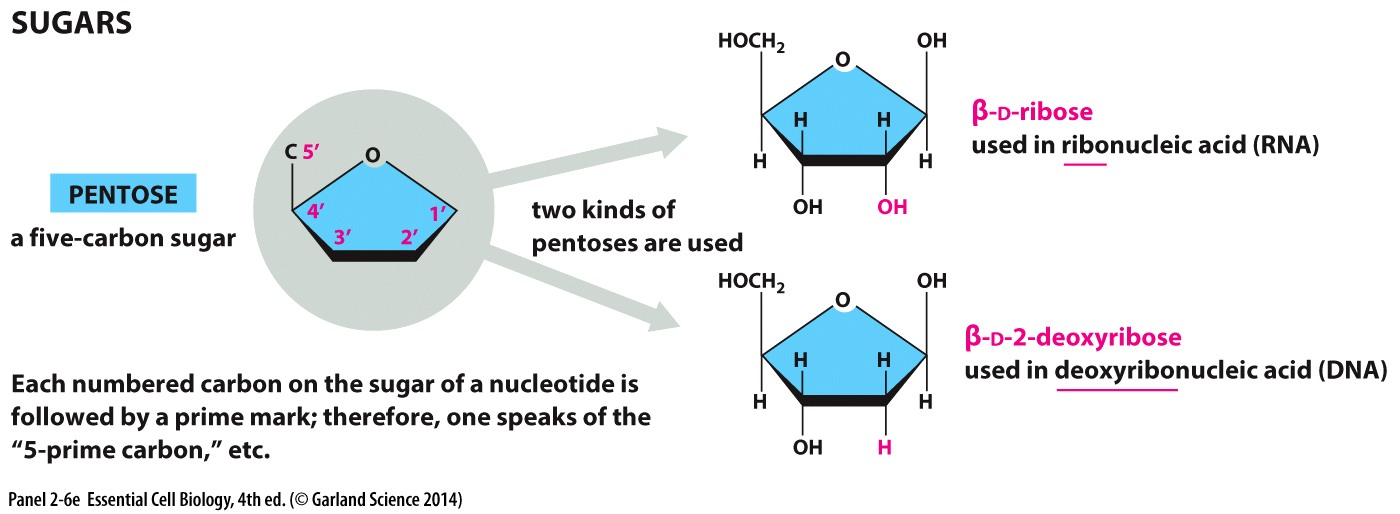 SUGARS
PENTOSE
a five-carbon sugar
C 5′
O
4′
1′
3′
2′
two kinds of
pentoses are used
HOCH₂
OH
O
H
H
H
H
OH
OH
β-D-ribose
used in ribonucleic acid (RNA)
HOCH₂
OH
O
H
H
H
H
OH
H
β-D-2-deoxyribose
used in deoxyribonucleic acid (DNA)
Each numbered carbon on the sugar of a nucleotide is
followed by a prime mark; therefore, one speaks of the
“5-prime carbon,” etc.
Panel 2-6e Essential Cell Biology, 4th ed. (© Garland Science 2014)